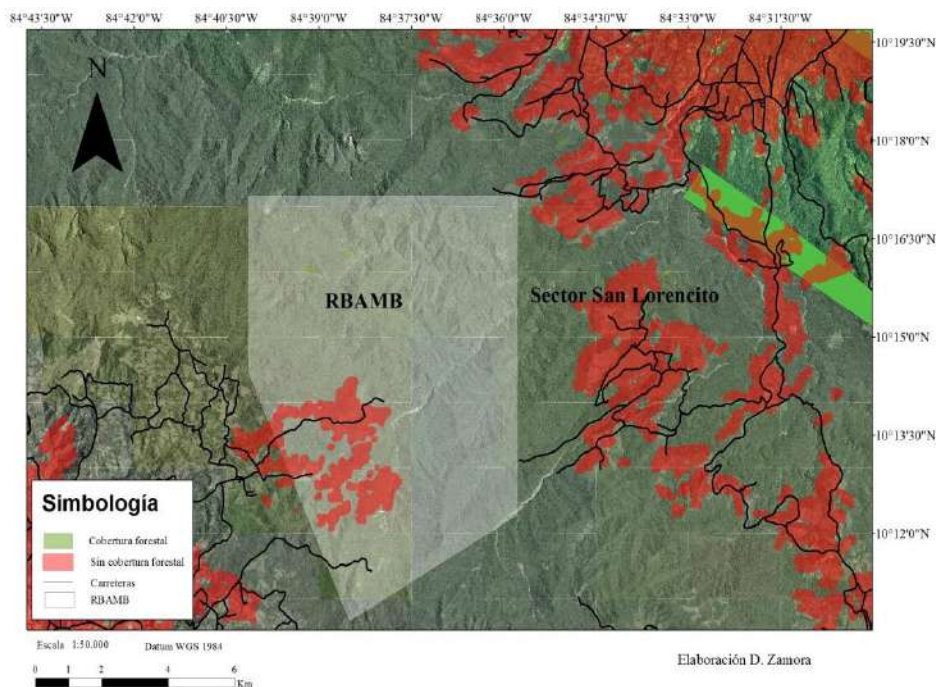 84°43'30"W 84°42'0"W 84°40'30"W 84°39'0"W 84°37'30"W 84°36'0"W 84°34'30"W 84°33'0"W 84°31'30"W
10°19'30"N
N
10°18'0"N
10°16'30"N
RBAMB
Sector San Lorencito
10°15'0"N
10°13'30"N
10°12'0"N
Simbología
Cobertura forestal
Sin cobertura forestal
Carreteras
RBAMB
Escala 1:50.000 Datum WGS 1984
Elaboración D. Zamora
0 1 2 4 6
Km